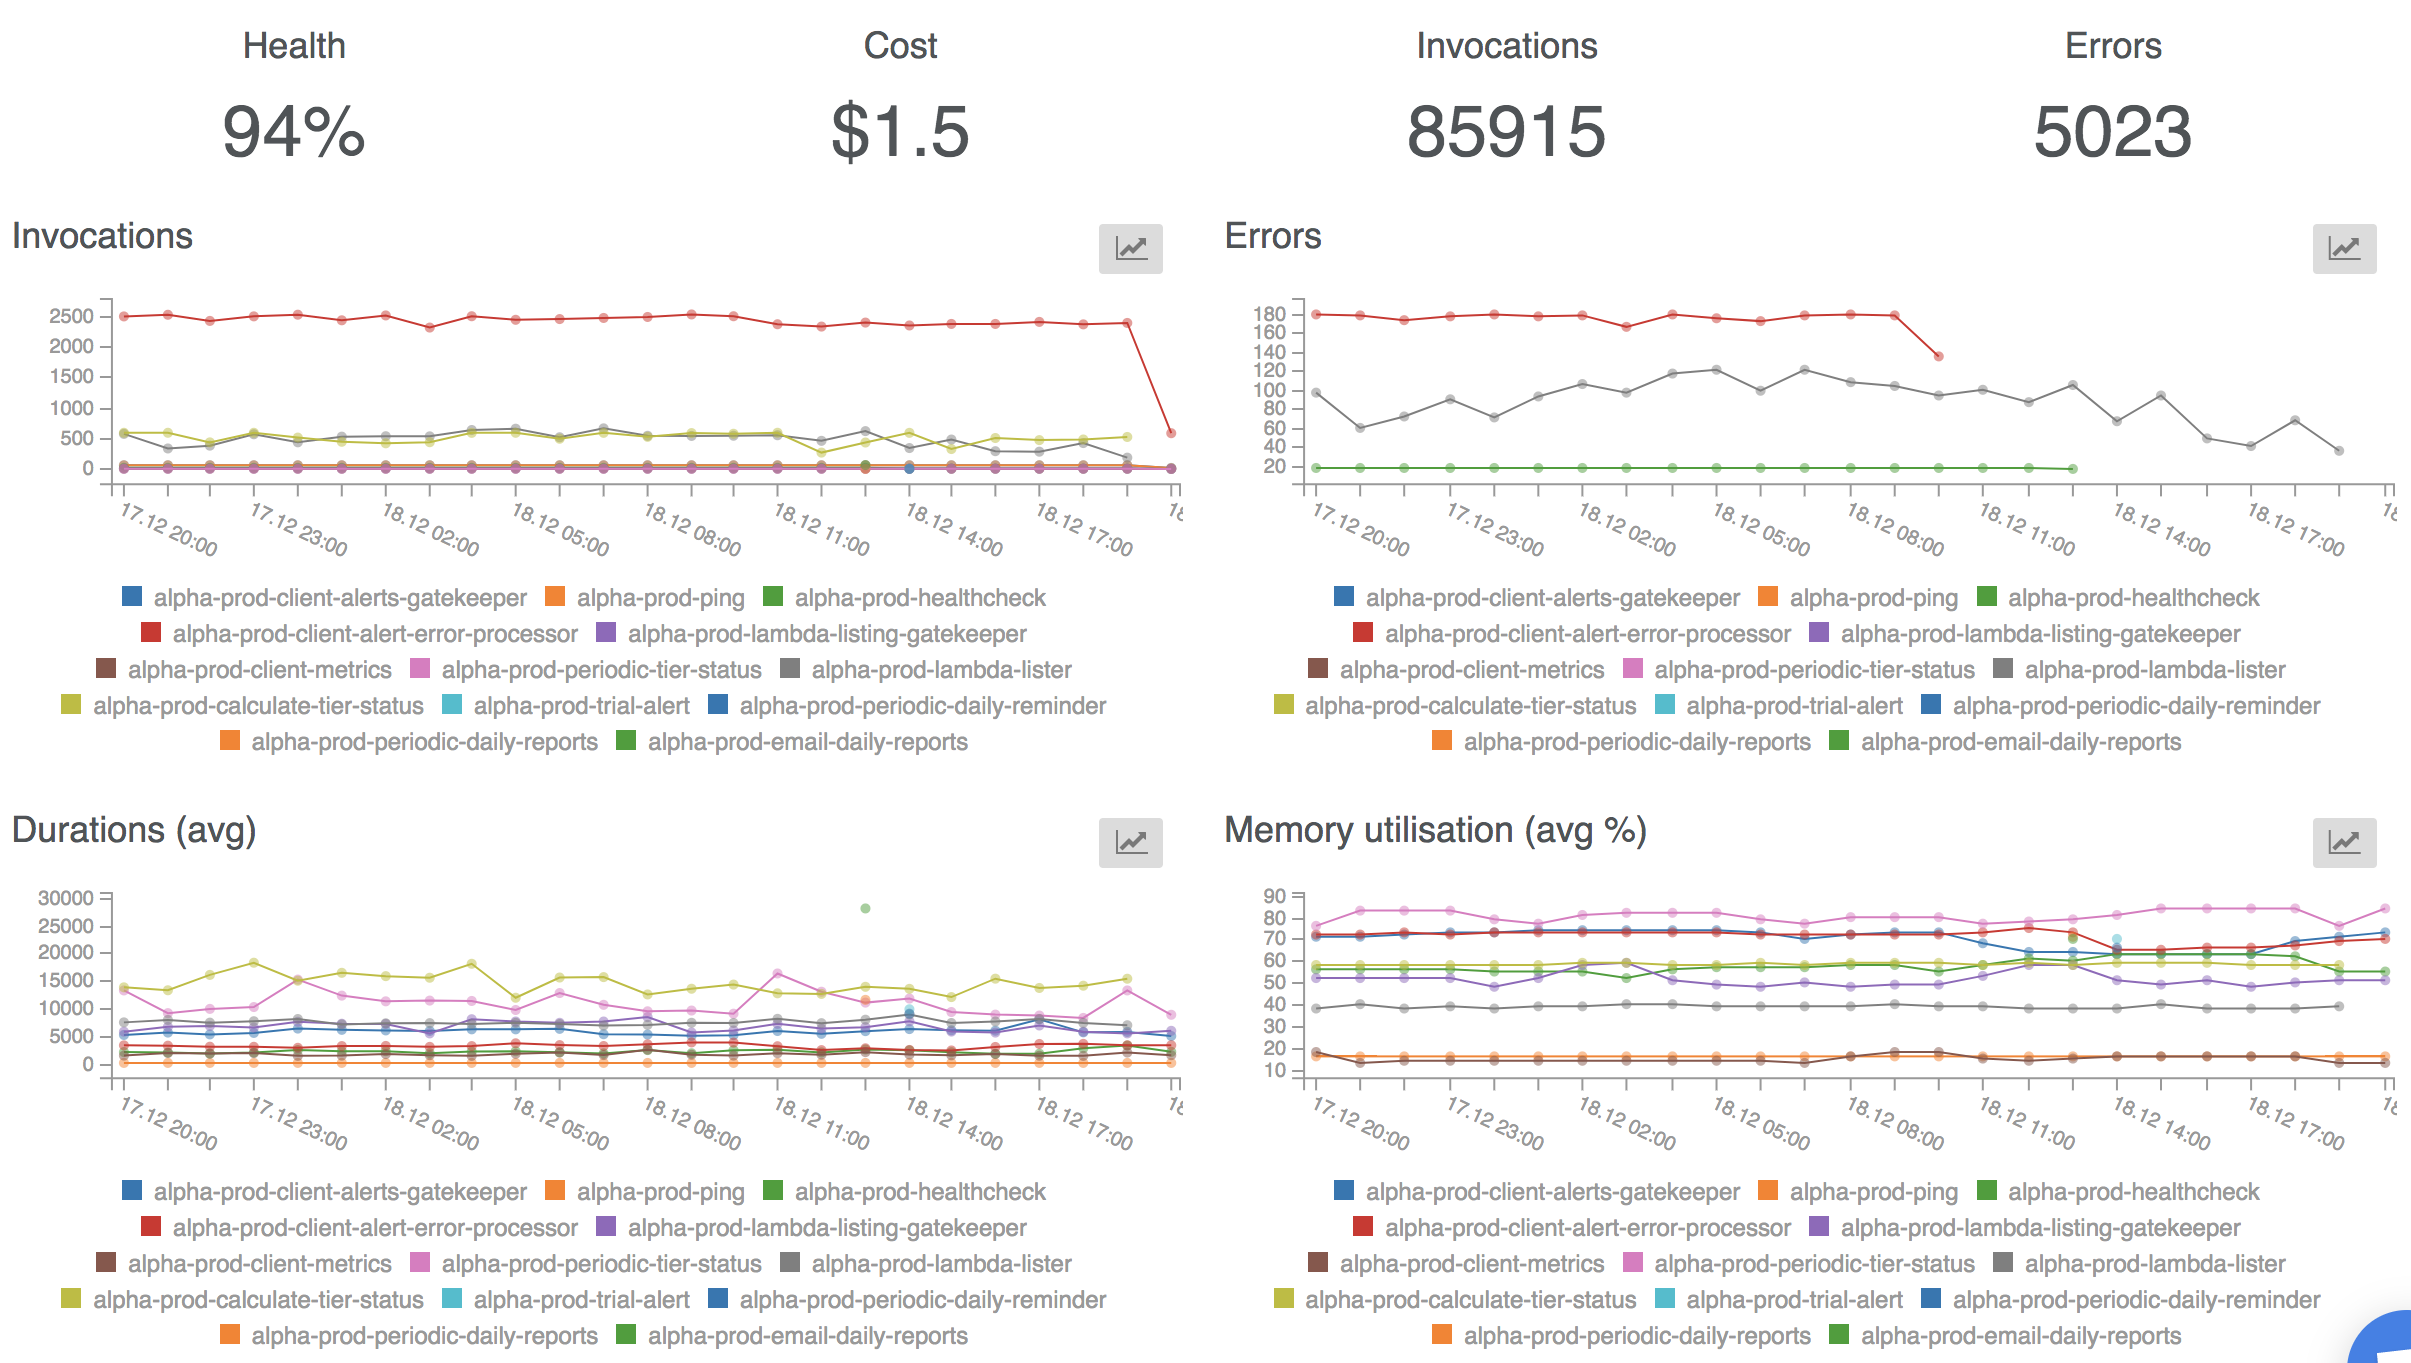 Health Cost Invocations Errors
94% $1.5 85915 5023
Invocations
2500
2000
1500
1000
500
0
17.12 20:00 17.12 23:00 18.12 02:00 18.12 05:00 18.12 08:00 18.12 11:00 18.12 14:00 18.12 17:00 18
alpha-prod-client-alerts-gatekeeper alpha-prod-ping alpha-prod-healthcheck
alpha-prod-client-alert-error-processor alpha-prod-lambda-listing-gatekeeper
alpha-prod-client-metrics alpha-prod-periodic-tier-status alpha-prod-lambda-lister
alpha-prod-calculate-tier-status alpha-prod-trial-alert alpha-prod-periodic-daily-reminder
alpha-prod-periodic-daily-reports alpha-prod-email-daily-reports
Errors
180
160
140
120
100
80
60
40
20
17.12 20:00 17.12 23:00 18.12 02:00 18.12 05:00 18.12 08:00 18.12 11:00 18.12 14:00 18.12 17:00 18
alpha-prod-client-alerts-gatekeeper alpha-prod-ping alpha-prod-healthcheck
alpha-prod-client-alert-error-processor alpha-prod-lambda-listing-gatekeeper
alpha-prod-client-metrics alpha-prod-periodic-tier-status alpha-prod-lambda-lister
alpha-prod-calculate-tier-status alpha-prod-trial-alert alpha-prod-periodic-daily-reminder
alpha-prod-periodic-daily-reports alpha-prod-email-daily-reports
Durations (avg)
30000
25000
20000
15000
10000
5000
0
17.12 20:00 17.12 23:00 18.12 02:00 18.12 05:00 18.12 08:00 18.12 11:00 18.12 14:00 18.12 17:00 18
alpha-prod-client-alerts-gatekeeper alpha-prod-ping alpha-prod-healthcheck
alpha-prod-client-alert-error-processor alpha-prod-lambda-listing-gatekeeper
alpha-prod-client-metrics alpha-prod-periodic-tier-status alpha-prod-lambda-lister
alpha-prod-calculate-tier-status alpha-prod-trial-alert alpha-prod-periodic-daily-reminder
alpha-prod-periodic-daily-reports alpha-prod-email-daily-reports
Memory utilisation (avg %)
90
80
70
60
50
40
30
20
10
17.12 20:00 17.12 23:00 18.12 02:00 18.12 05:00 18.12 08:00 18.12 11:00 18.12 14:00 18.12 17:00 18
alpha-prod-client-alerts-gatekeeper alpha-prod-ping alpha-prod-healthcheck
alpha-prod-client-alert-error-processor alpha-prod-lambda-listing-gatekeeper
alpha-prod-client-metrics alpha-prod-periodic-tier-status alpha-prod-lambda-lister
alpha-prod-calculate-tier-status alpha-prod-trial-alert alpha-prod-periodic-daily-reminder
alpha-prod-periodic-daily-reports alpha-prod-email-daily-reports